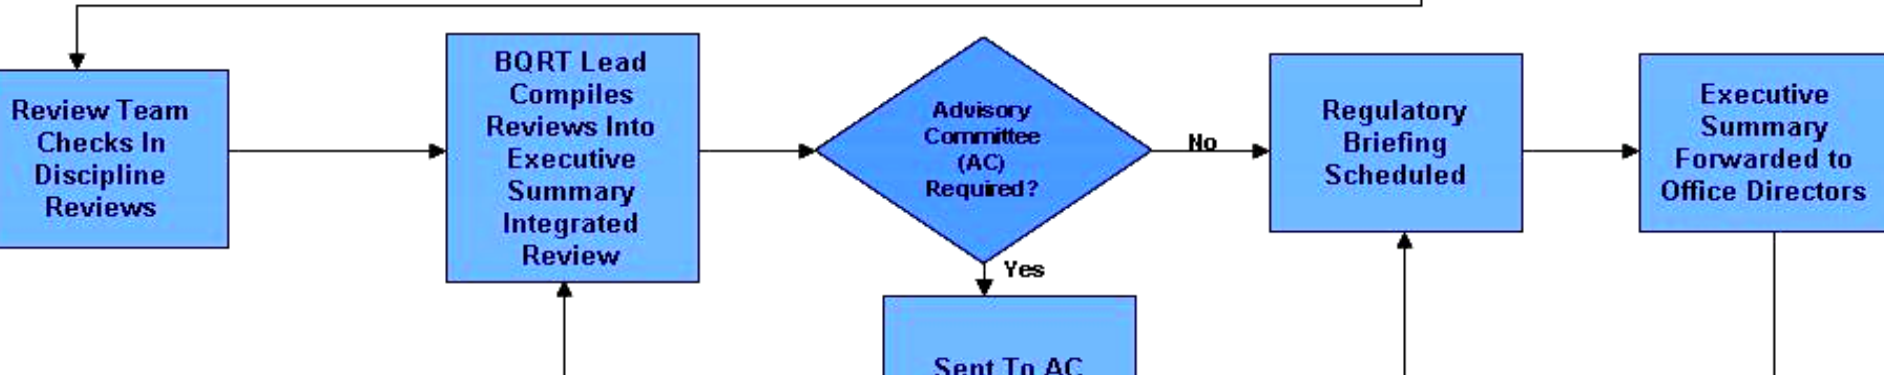 Review Team
Checks In
Discipline
Reviews
BQRT Lead
Compiles
Reviews Into
Executive
Summary
Integrated
Review
Advisory
Committee
(AC)
Required?
No
Yes
Sent To AC
Regulatory
Briefing
Scheduled
Executive
Summary
Forwarded to
Office Directors